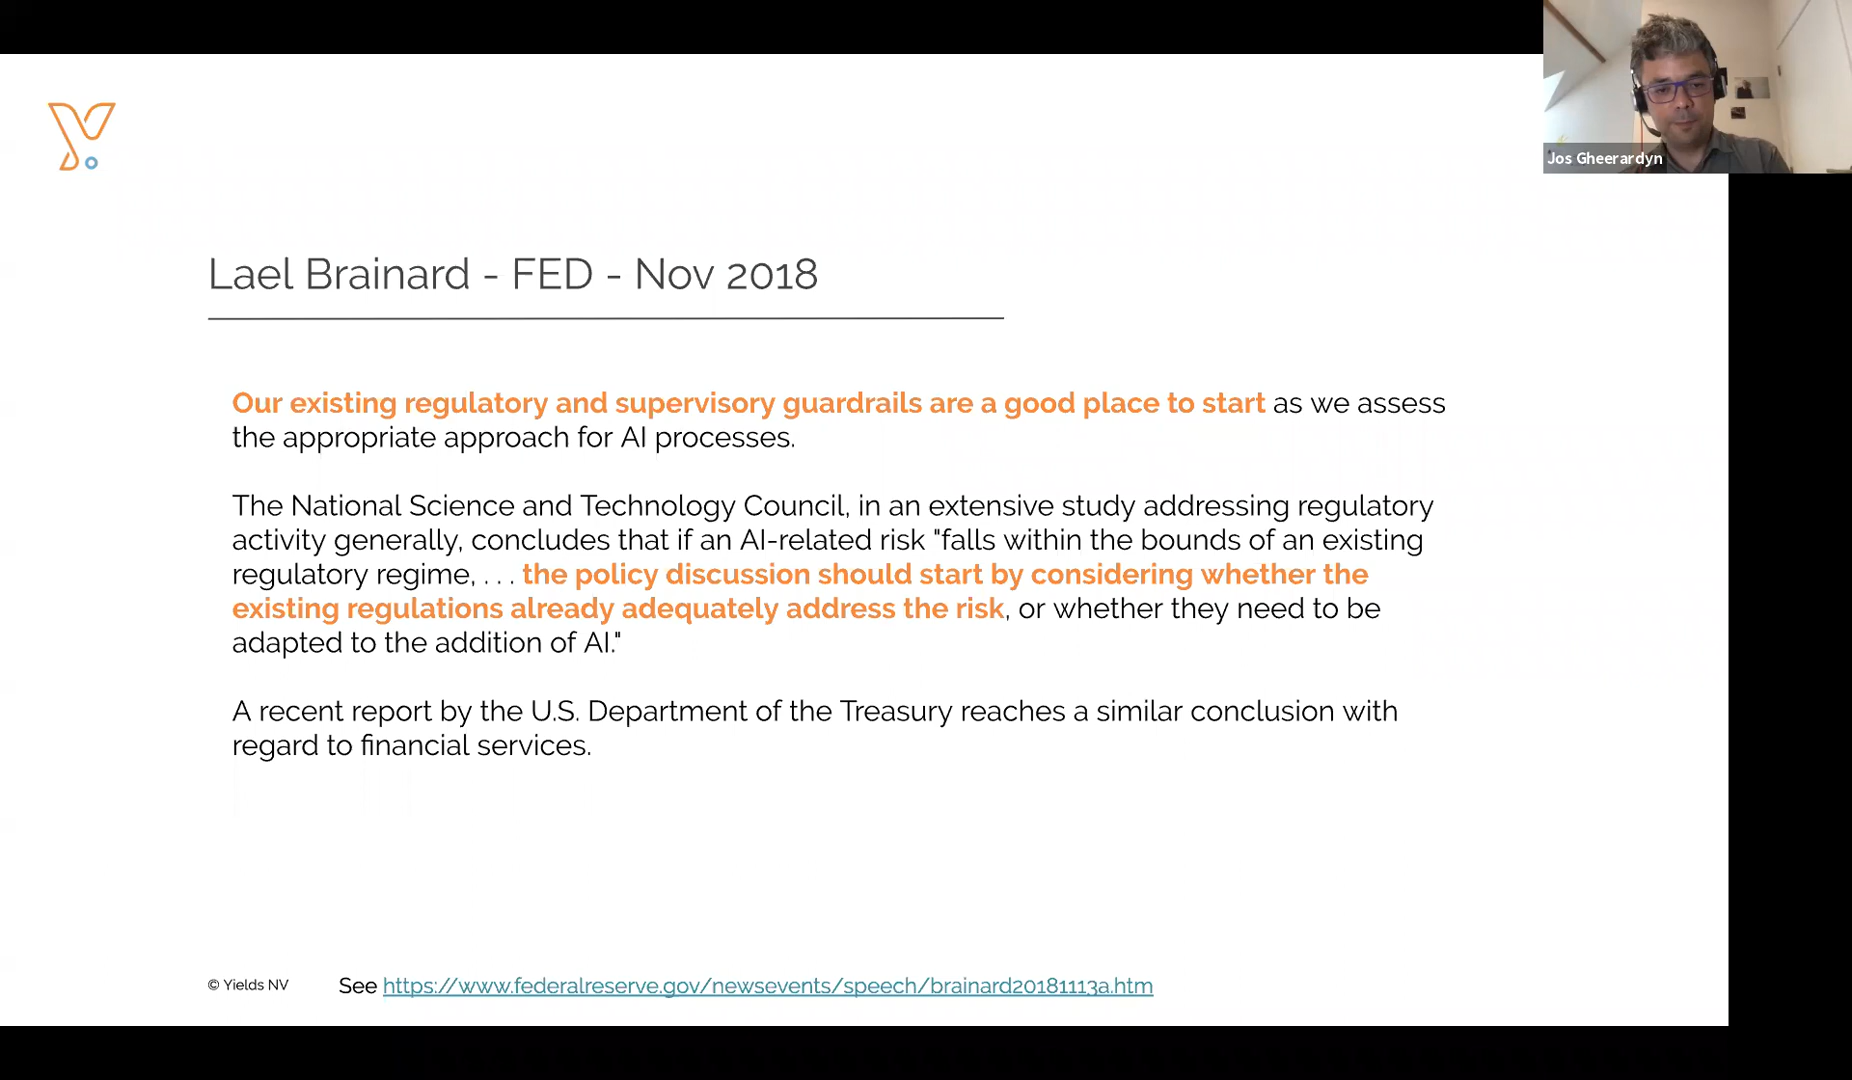 Jos Gheerardyn
Lael Brainard - FED - Nov 2018
Our existing regulatory and supervisory guardrails are a good place to start as we assess
the appropriate approach for AI processes.
The National Science and Technology Council, in an extensive study addressing regulatory
activity generally, concludes that if an AI-related risk "falls within the bounds of an existing
regulatory regime, . . . the policy discussion should start by considering whether the
existing regulations already adequately address the risk, or whether they need to be
adapted to the addition of AI."
A recent report by the U.S. Department of the Treasury reaches a similar conclusion with
regard to financial services.
© Yields NV See https://www.federalreserve.gov/newsevents/speech/brainard20181113a.htm